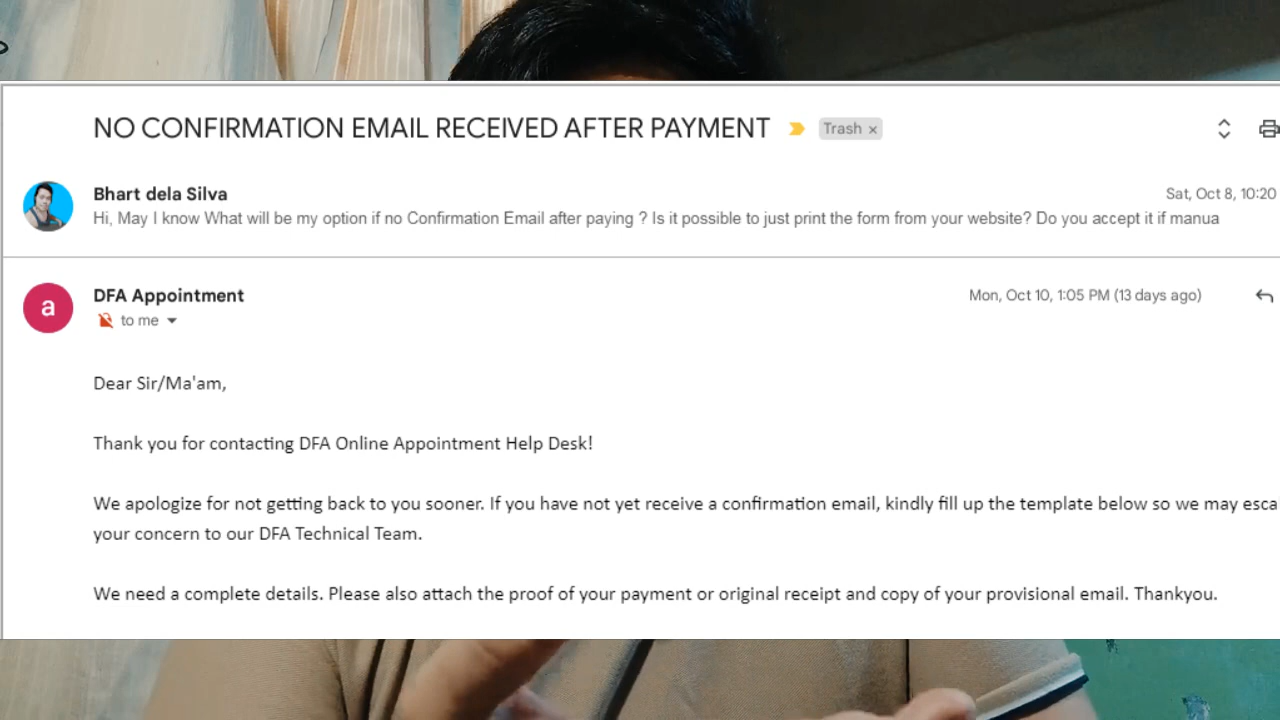 NO CONFIRMATION EMAIL RECEIVED AFTER PAYMENT Trash x
Bhart dela Silva Sat, Oct 8, 10:20
Hi, May I know What will be my option if no Confirmation Email after paying ? Is it possible to just print the form from your website? Do you accept it if manua
a DFA Appointment Mon, Oct 10, 1:05 PM (13 days ago)
to me
Dear Sir/Ma'am,
Thank you for contacting DFA Online Appointment Help Desk!
We apologize for not getting back to you sooner. If you have not yet receive a confirmation email, kindly fill up the template below so we may esca
your concern to our DFA Technical Team.
We need a complete details. Please also attach the proof of your payment or original receipt and copy of your provisional email. Thankyou.